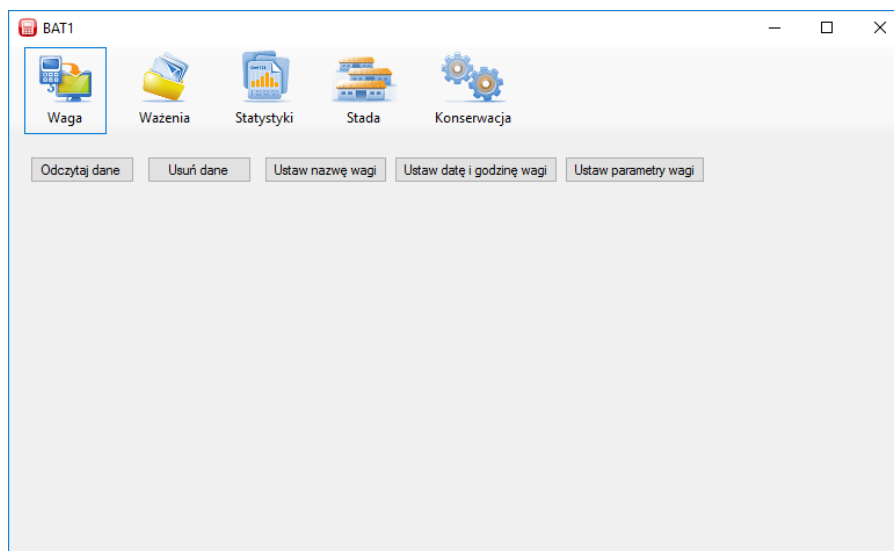 BAT1
Waga Ważenia Statystyki Stada Konserwacja
Odczytaj dane Usuń dane Ustaw nazwę wagi Ustaw datę i godzinę wagi Ustaw parametry wagi